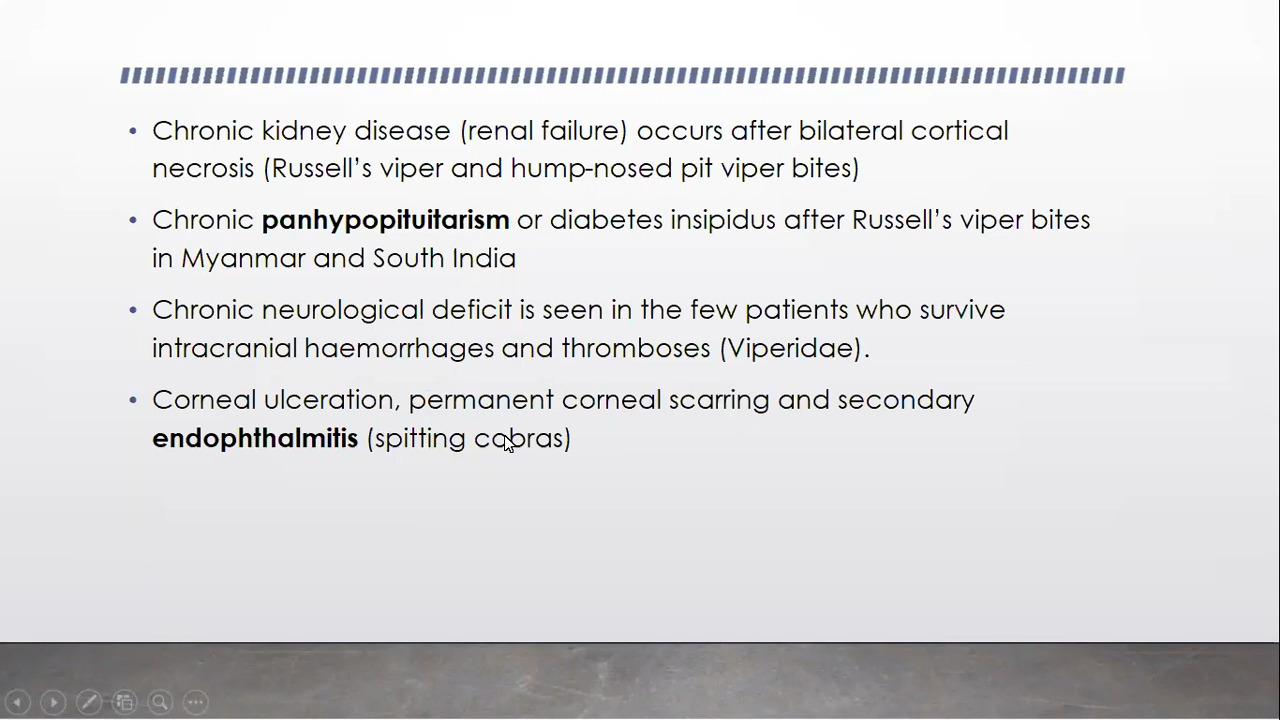 • Chronic kidney disease (renal failure) occurs after bilateral cortical
necrosis (Russell’s viper and hump-nosed pit viper bites)
• Chronic panhypopituitarism or diabetes insipidus after Russell’s viper bites
in Myanmar and South India
• Chronic neurological deficit is seen in the few patients who survive
intracranial haemorrhages and thromboses (Viperidae).
• Corneal ulceration, permanent corneal scarring and secondary
endophthalmitis (spitting cobras)